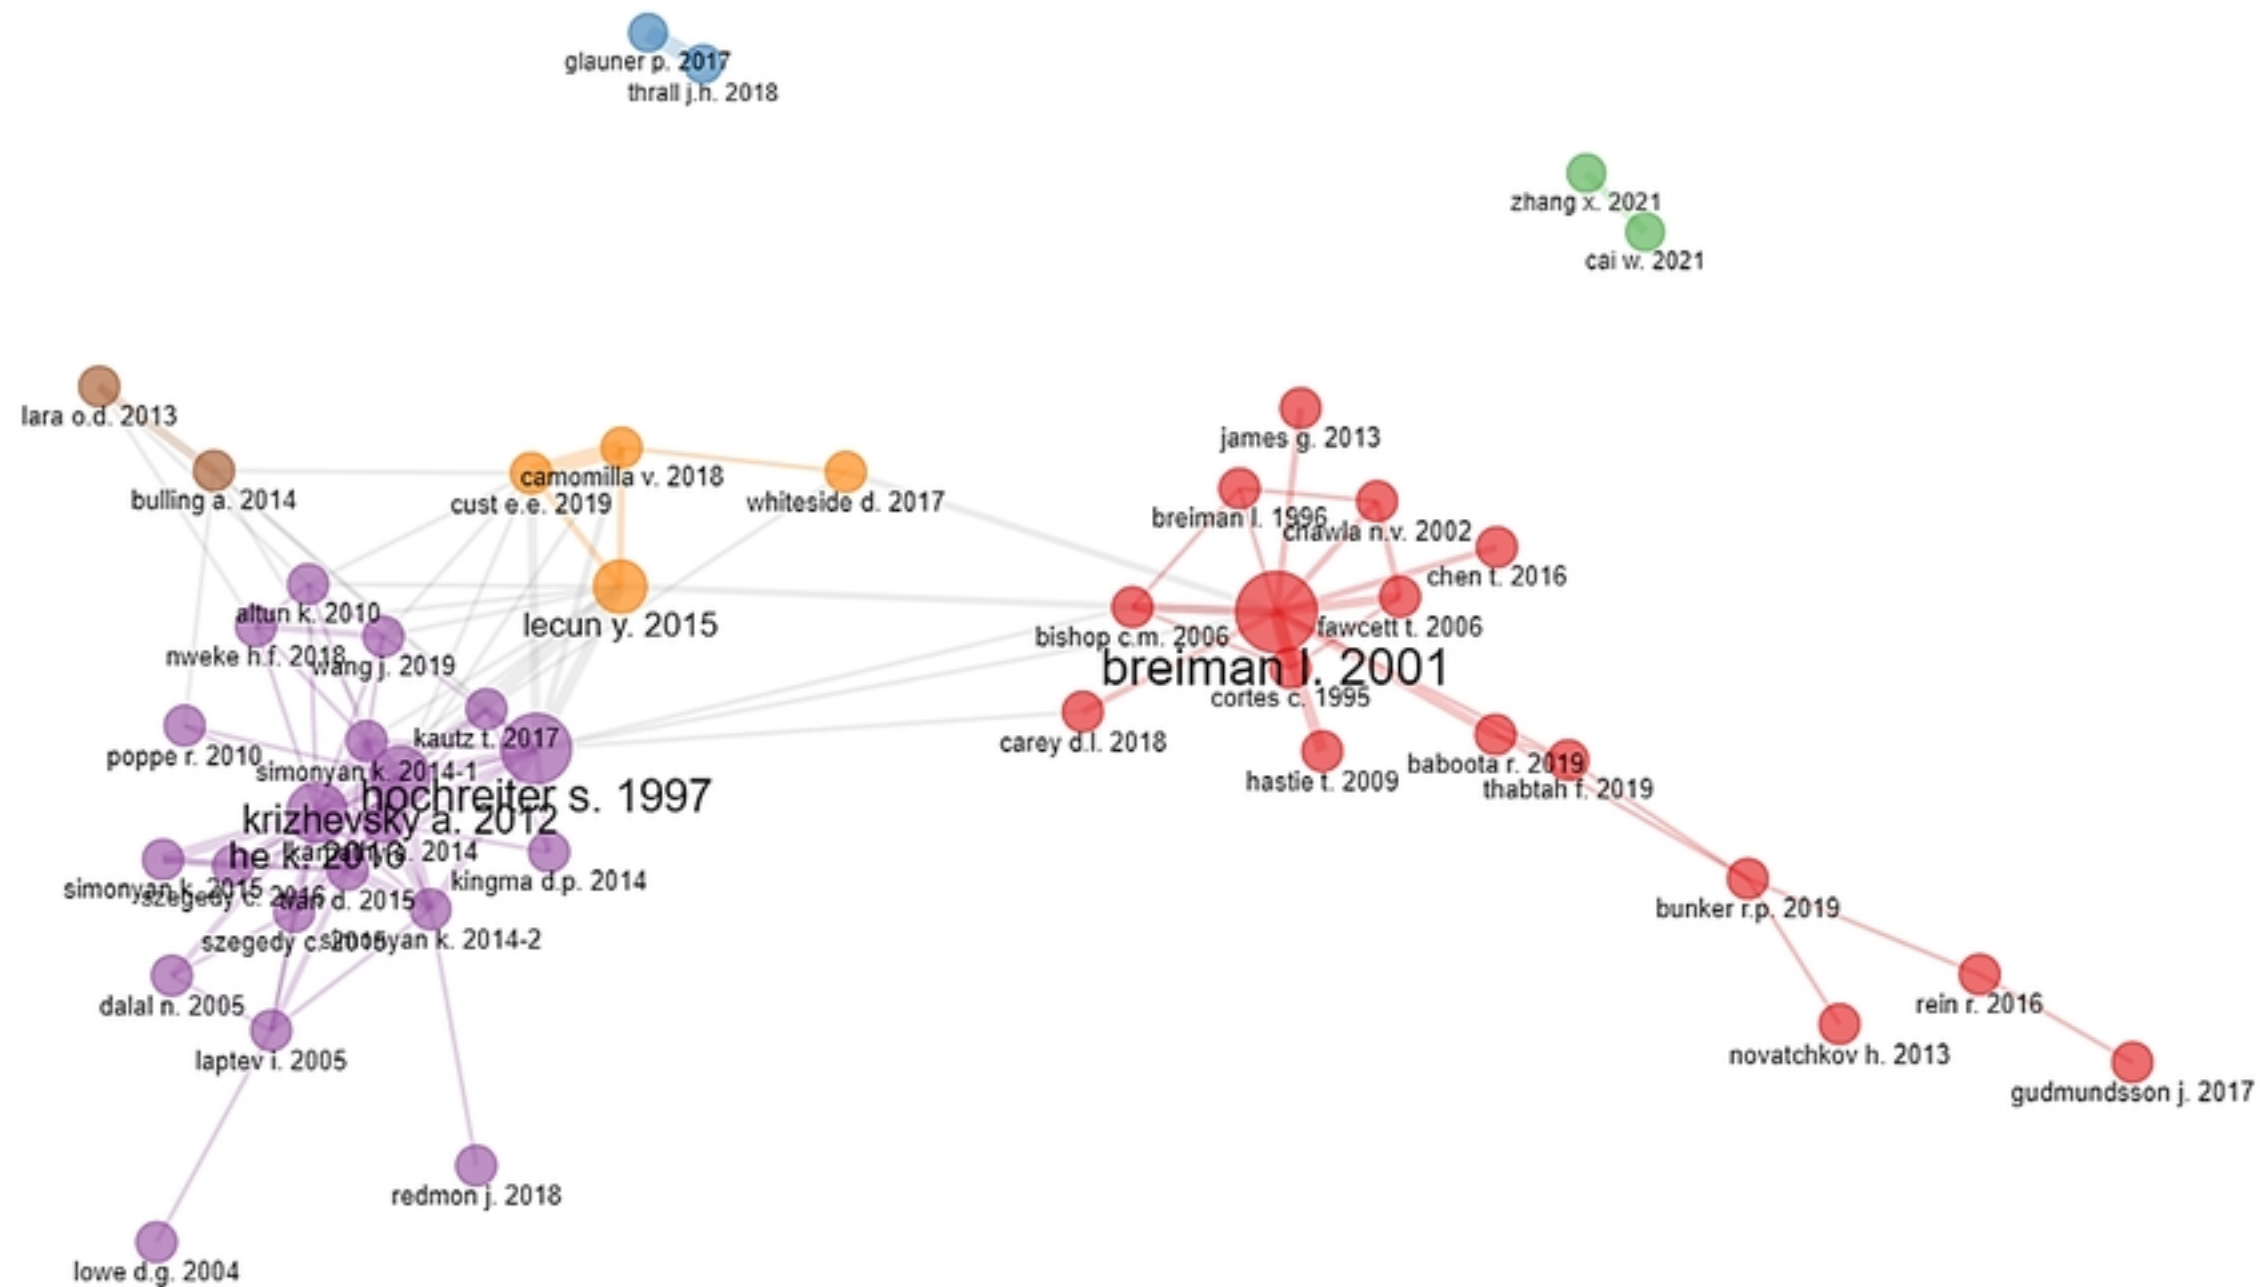 glauner p. 2017
thrall j.h. 2018
zhang x. 2021
cai w. 2021
lara o.d. 2013
bulling a. 2014
camomilla v. 2018
cust e.e. 2019
whiteside d. 2017
james g. 2013
breiman l. 1996
chawla n.v. 2002
chen t. 2016
altun k. 2010
lecun y. 2015
fawcett t. 2006
bishop c.m. 2006
nweke h.f. 2018
wang j. 2019
breiman l. 2001
cortes c. 1995
poppe r. 2010
kautz t. 2017
carey d.l. 2018
simonyan k. 2014-1
hastie t. 2009
baboota r. 2019
thabtah f. 2019
hochreiter s. 1997
krizhevsky a. 2012
he k. 2016
2014
kingma d.p. 2014
simonyan k. 2015
szegedy c. 2016
d. 2015
szegedy c. 2015
simonyan k. 2014-2
bunker r.p. 2019
dalal n. 2005
rein r. 2016
laptev i. 2005
novatchkov h. 2013
gudmundsson j. 2017
redmon j. 2018
lowe d.g. 2004